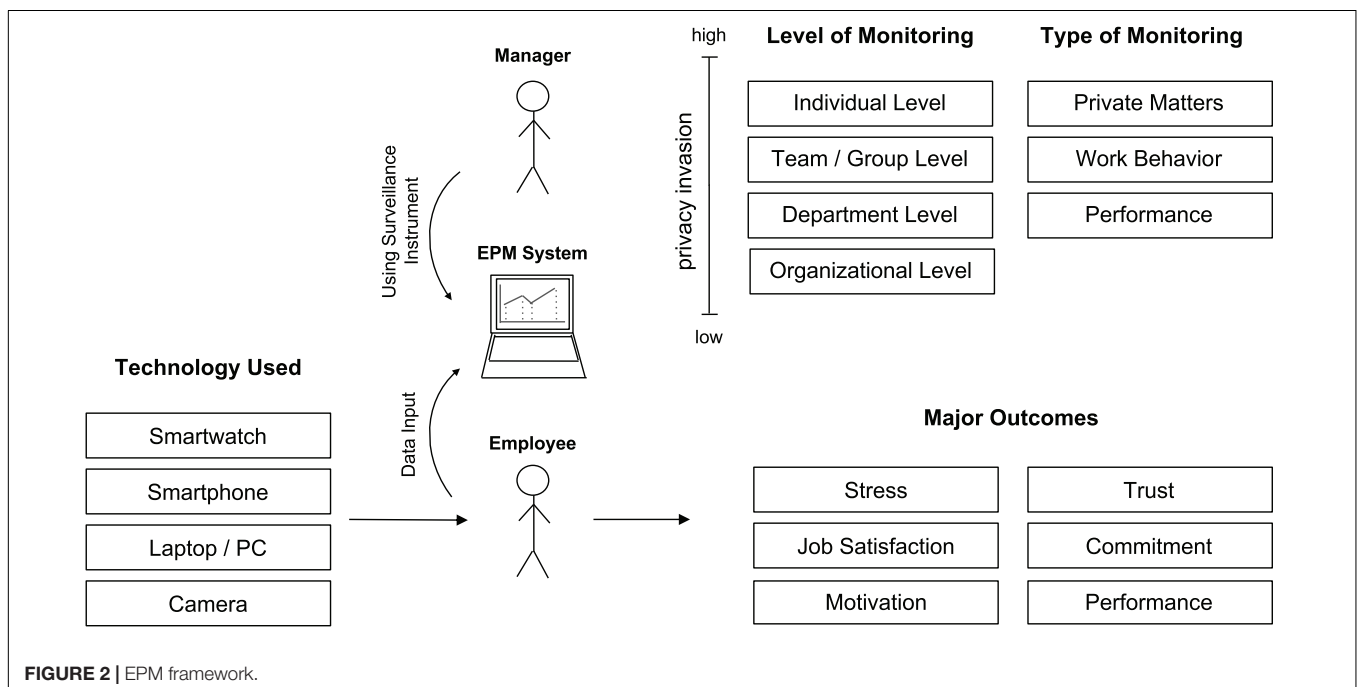 Manager
Using Surveillance
Instrument
EPM System
Data Input
Employee
Technology Used
Smartwatch
Smartphone
Laptop / PC
Camera
high
privacy invasion
low
Level of Monitoring
Individual Level
Team / Group Level
Department Level
Organizational Level
Type of Monitoring
Private Matters
Work Behavior
Performance
Major Outcomes
Stress
Trust
Job Satisfaction
Commitment
Motivation
Performance
FIGURE 2 | EPM framework.